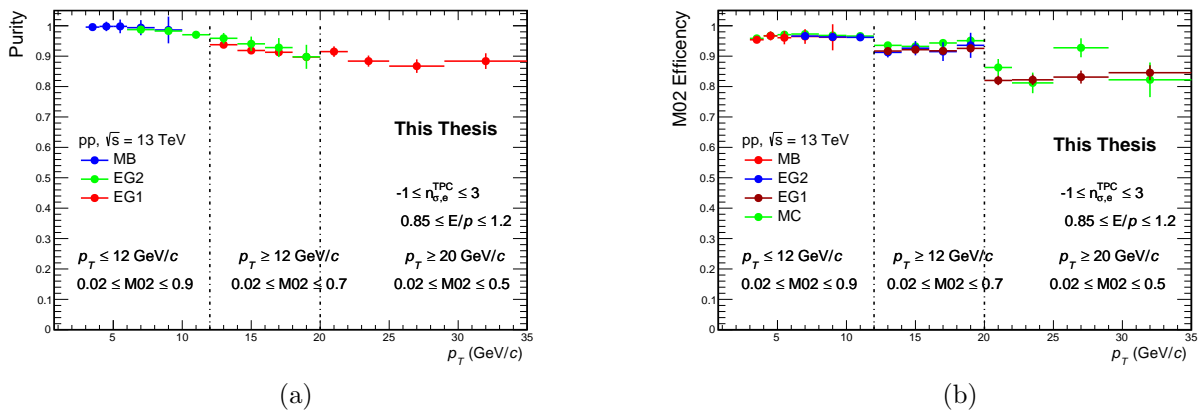 Purity
1
0.9
0.8
0.7
0.6
0.5
0.4
0.3
0.2
0.1
0
This Thesis
pp, √s = 13 TeV
MB
EG2
EG1
-1 ≤ n_{σ,e}^{TPC} ≤ 3
0.85 ≤ E/p ≤ 1.2
p_T ≤ 12 GeV/c p_T ≥ 12 GeV/c p_T ≥ 20 GeV/c
0.02 ≤ M02 ≤ 0.9 0.02 ≤ M02 ≤ 0.7 0.02 ≤ M02 ≤ 0.5
5 10 15 20 25 30 35
p_T (GeV/c)
(a)
M02 Efficency
1
0.9
0.8
0.7
0.6
0.5
0.4
0.3
0.2
0.1
0
This Thesis
pp, √s = 13 TeV
MB
EG2
EG1
MC
-1 ≤ n_{σ,e}^{TPC} ≤ 3
0.85 ≤ E/p ≤ 1.2
p_T ≤ 12 GeV/c p_T ≥ 12 GeV/c p_T ≥ 20 GeV/c
0.02 ≤ M02 ≤ 0.9 0.02 ≤ M02 ≤ 0.7 0.02 ≤ M02 ≤ 0.5
5 10 15 20 25 30 35
p_T (GeV/c)
(b)